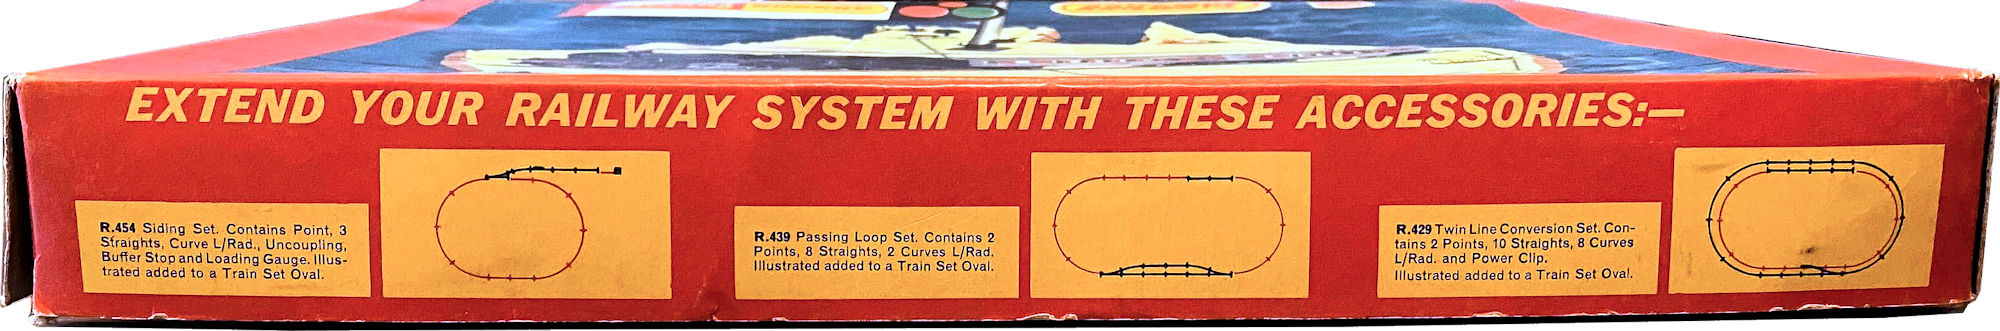 EXTEND YOUR RAILWAY SYSTEM WITH THESE ACCESSORIES:—
R.454 Siding Set. Contains Point, 3
Straights, Curve L/Rad., Uncoupling,
Buffer Stop and Loading Gauge. Illus-
trated added to a Train Set Oval.
R.439 Passing Loop Set. Contains 2
Points, 8 Straights, 2 Curves L/Rad.
Illustrated added to a Train Set Oval.
R.429 Twin Line Conversion Set. Con-
tains 2 Points, 10 Straights, 8 Curves
L/Rad. and Power Clip.
Illustrated added to a Train Set Oval.